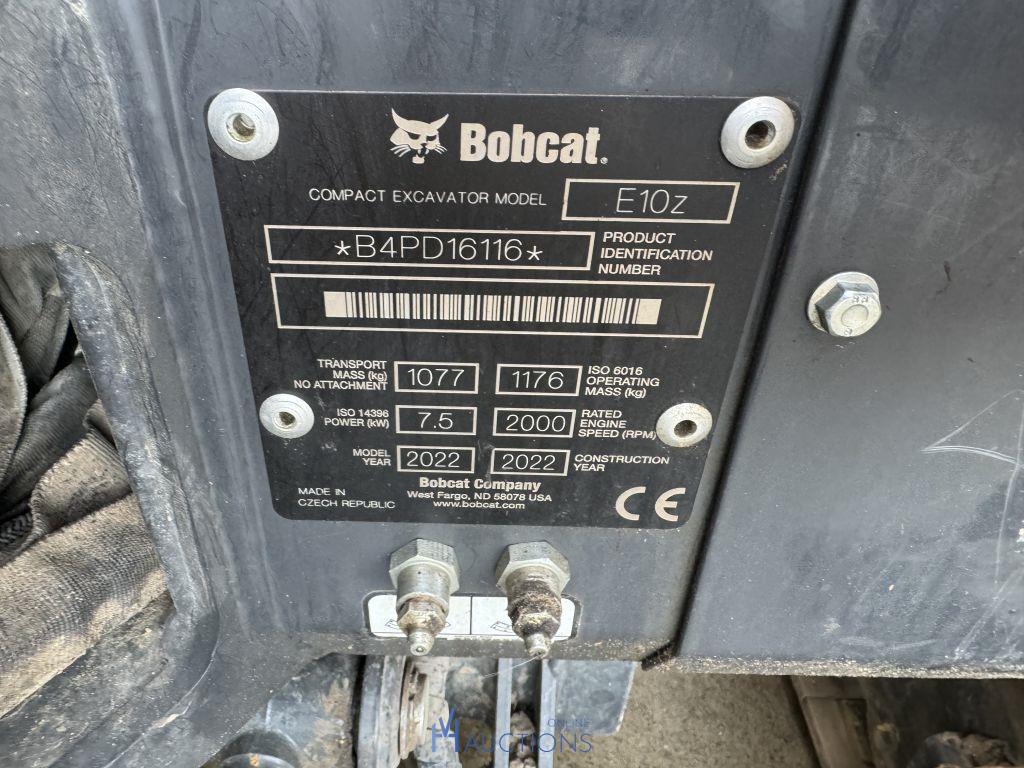 Bobcat®
COMPACT EXCAVATOR MODEL E10z
*B4PD16116* PRODUCT IDENTIFICATION NUMBER
TRANSPORT MASS (kg) NO ATTACHMENT 1077 1176 ISO 6016 OPERATING MASS (kg)
ISO 14396 POWER (kW) 7.5 2000 RATED ENGINE SPEED (RPM)
MODEL YEAR 2022 2022 CONSTRUCTION YEAR
Bobcat Company
West Fargo, ND 58078 USA
www.bobcat.com
MADE IN CZECH REPUBLIC
CE
ONLINE
AUCTIONS